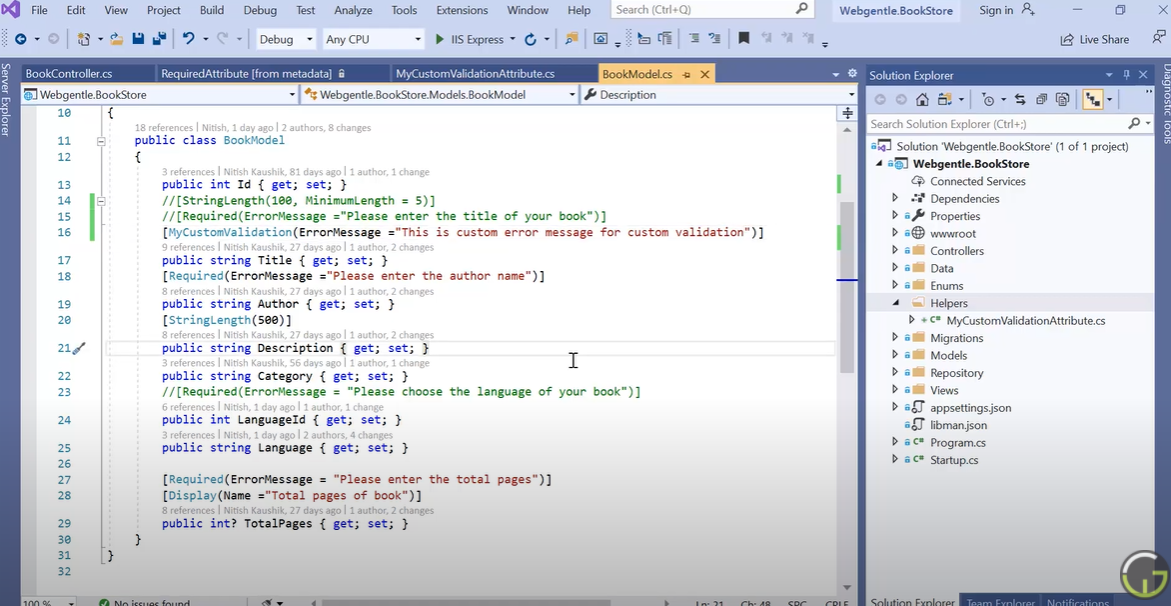 File Edit View Project Build Debug Test Analyze Tools Extensions Window Help Search (Ctrl+Q) Webgentle.BookStore Sign in
Debug Any CPU IIS Express Live Share
Server Explorer
BookController.cs RequiredAttribute [from metadata] MyCustomValidationAttribute.cs BookModel.cs
Webgentle.BookStore Webgentle.BookStore.Models.BookModel Description
10 {
18 references | Nitish, 1 day ago | 2 authors, 8 changes
11 public class BookModel
12 {
3 references | Nitish Kaushik, 81 days ago | 1 author, 1 change
13 public int Id { get; set; }
14 //[StringLength(100, MinimumLength = 5)]
15 //[Required(ErrorMessage ="Please enter the title of your book")]
16 [MyCustomValidation(ErrorMessage ="This is custom error message for custom validation")]
9 references | Nitish Kaushik, 27 days ago | 1 author, 2 changes
17 public string Title { get; set; }
18 [Required(ErrorMessage ="Please enter the author name")]
8 references | Nitish Kaushik, 27 days ago | 1 author, 2 changes
19 public string Author { get; set; }
20 [StringLength(500)]
8 references | Nitish Kaushik, 27 days ago | 1 author, 2 changes
21 public string Description { get; set; }
3 references | Nitish Kaushik, 56 days ago | 1 author, 1 change
22 public string Category { get; set; }
23 //[Required(ErrorMessage = "Please choose the language of your book")]
6 references | Nitish, 1 day ago | 1 author, 1 change
24 public int LanguageId { get; set; }
3 references | Nitish, 1 day ago | 2 authors, 4 changes
25 public string Language { get; set; }
26
27 [Required(ErrorMessage = "Please enter the total pages")]
28 [Display(Name ="Total pages of book")]
8 references | Nitish Kaushik, 27 days ago | 1 author, 2 changes
29 public int? TotalPages { get; set; }
30 }
31 }
32
100 % No issues found Ln: 21 Ch: 48 SPC CRLF
Solution Explorer
Search Solution Explorer (Ctrl+;)
Solution 'Webgentle.BookStore' (1 of 1 project)
Webgentle.BookStore
Connected Services
Dependencies
Properties
wwwroot
Controllers
Data
Enums
Helpers
MyCustomValidationAttribute.cs
Migrations
Models
Repository
Views
appsettings.json
libman.json
Program.cs
Startup.cs
Solution Explorer Team Explorer Notifications
Diagnostic Tools